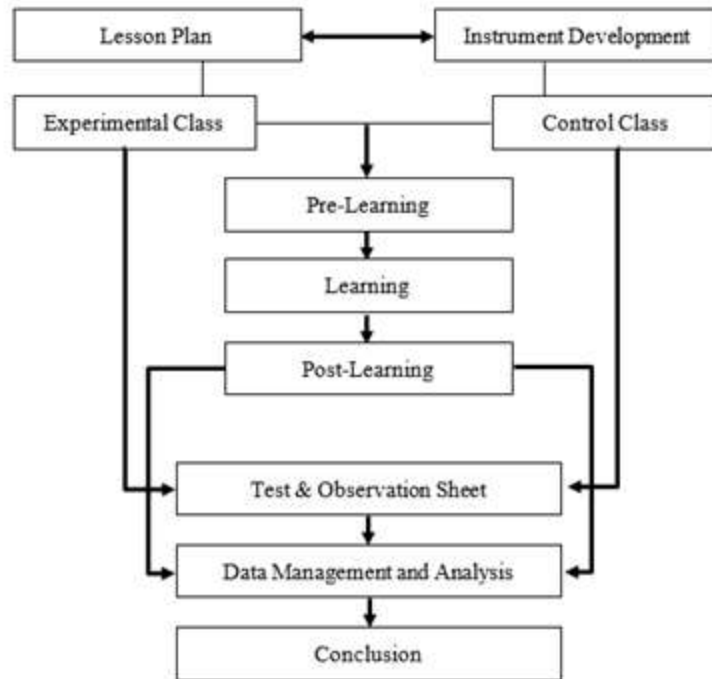 Lesson Plan
Instrument Development
Experimental Class
Control Class
Pre-Learning
Learning
Post-Learning
Test & Observation Sheet
Data Management and Analysis
Conclusion